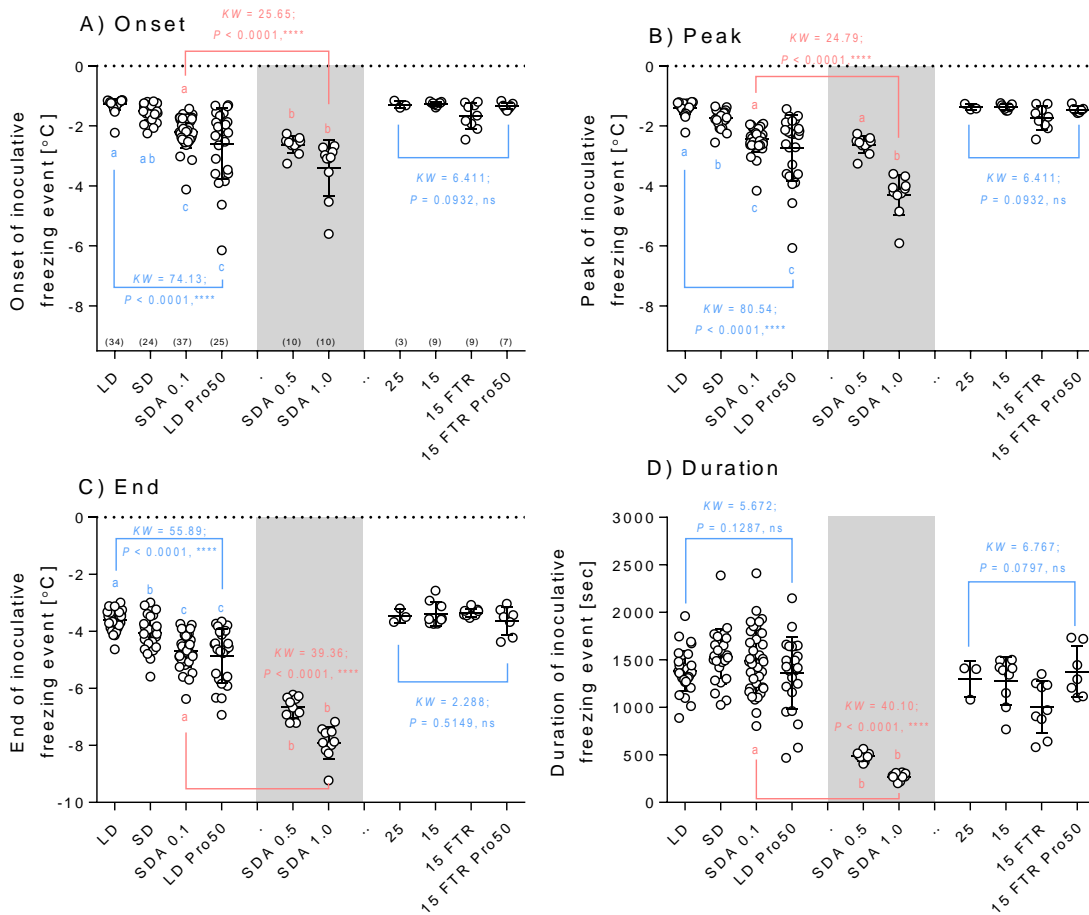 A) Onset
KW = 25.65;
P < 0.0001,****
Onset of inoculative
freezing event [°C]
0
-2
-4
-6
-8
a
ab
c
c
a
b
b
KW = 74.13;
P < 0.0001,****
KW = 6.411;
P = 0.0932, ns
(34)
(24)
(37)
(25)
(10)
(10)
(3)
(9)
(9)
(7)
LD
SD
SDA 0.1
LD Pro50
.
SDA 0.5
SDA 1.0
..
25
15
15 FTR
15 FTR Pro50
B) Peak
KW = 24.79;
P < 0.0001,****
Peak of inoculative
freezing event [°C]
0
-2
-4
-6
-8
a
b
c
c
a
a
b
KW = 80.54;
P < 0.0001,****
KW = 6.411;
P = 0.0932, ns
LD
SD
SDA 0.1
LD Pro50
.
SDA 0.5
SDA 1.0
..
25
15
15 FTR
15 FTR Pro50
C) End
KW = 55.89;
P < 0.0001, ****
End of inoculative
freezing event [°C]
0
-2
-4
-6
-8
-10
a
b
c
c
a
b
b
KW = 39.36;
P < 0.0001, ****
KW = 2.288;
P = 0.5149, ns
LD
SD
SDA 0.1
LD Pro50
.
SDA 0.5
SDA 1.0
..
25
15
15 FTR
15 FTR Pro50
D) Duration
KW = 5.672;
P = 0.1287, ns
KW = 6.767;
P = 0.0797, ns
Duration of inoculative
freezing event [sec]
3000
2500
2000
1500
1000
500
0
KW = 40.10;
P < 0.0001, ****
a
b
b
LD
SD
SDA 0.1
LD Pro50
.
SDA 0.5
SDA 1.0
..
25
15
15 FTR
15 FTR Pro50